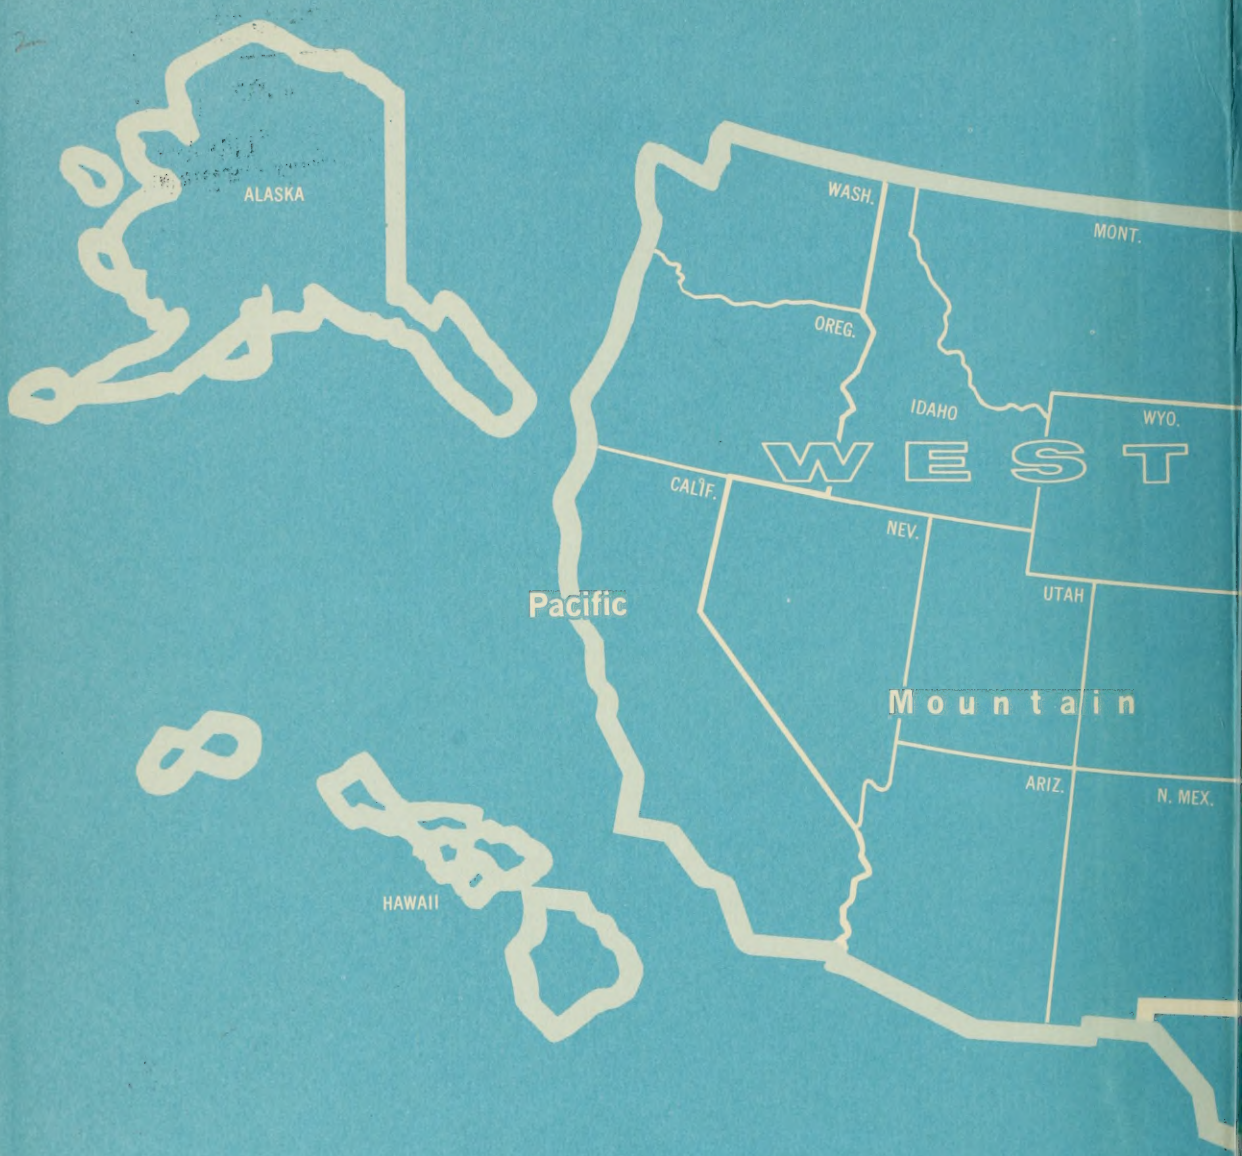 ALASKA
WASH.
MONT.
OREG.
IDAHO
WYO.
WEST
CALIF.
NEV.
UTAH
Pacific
Mountain
ARIZ.
N. MEX.
HAWAII